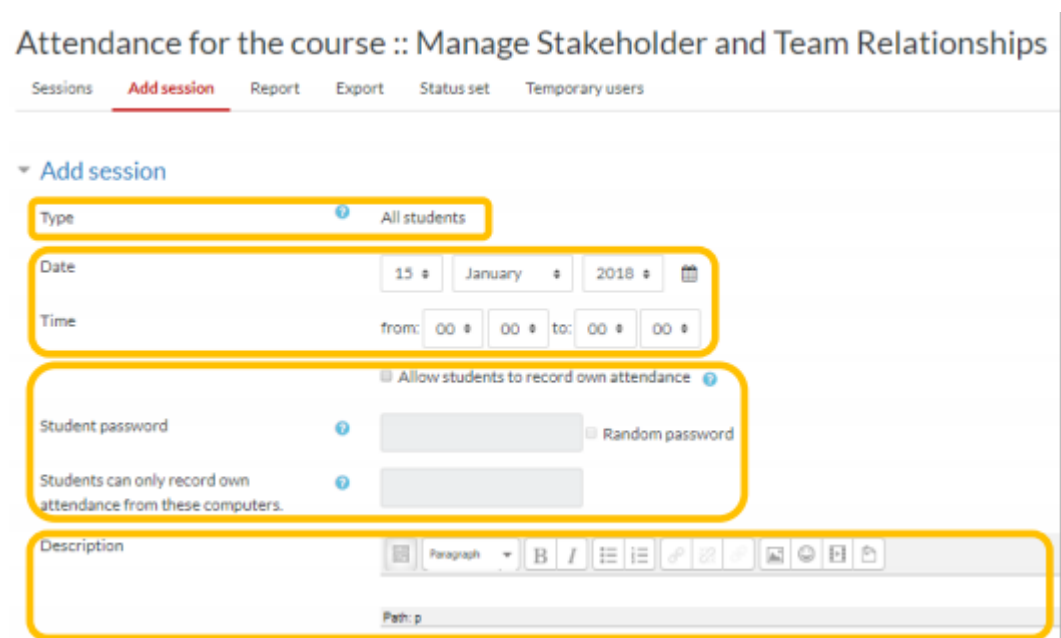 Attendance for the course :: Manage Stakeholder and Team Relationships
Sessions Add session Report Export Status set Temporary users
Add session
Type ? All students
Date 15 January 2018
Time from: 00 00 to: 00 00
Allow students to record own attendance ?
Student password ? Random password
Students can only record own ?
attendance from these computers.
Description Paragraph B I
Path: p